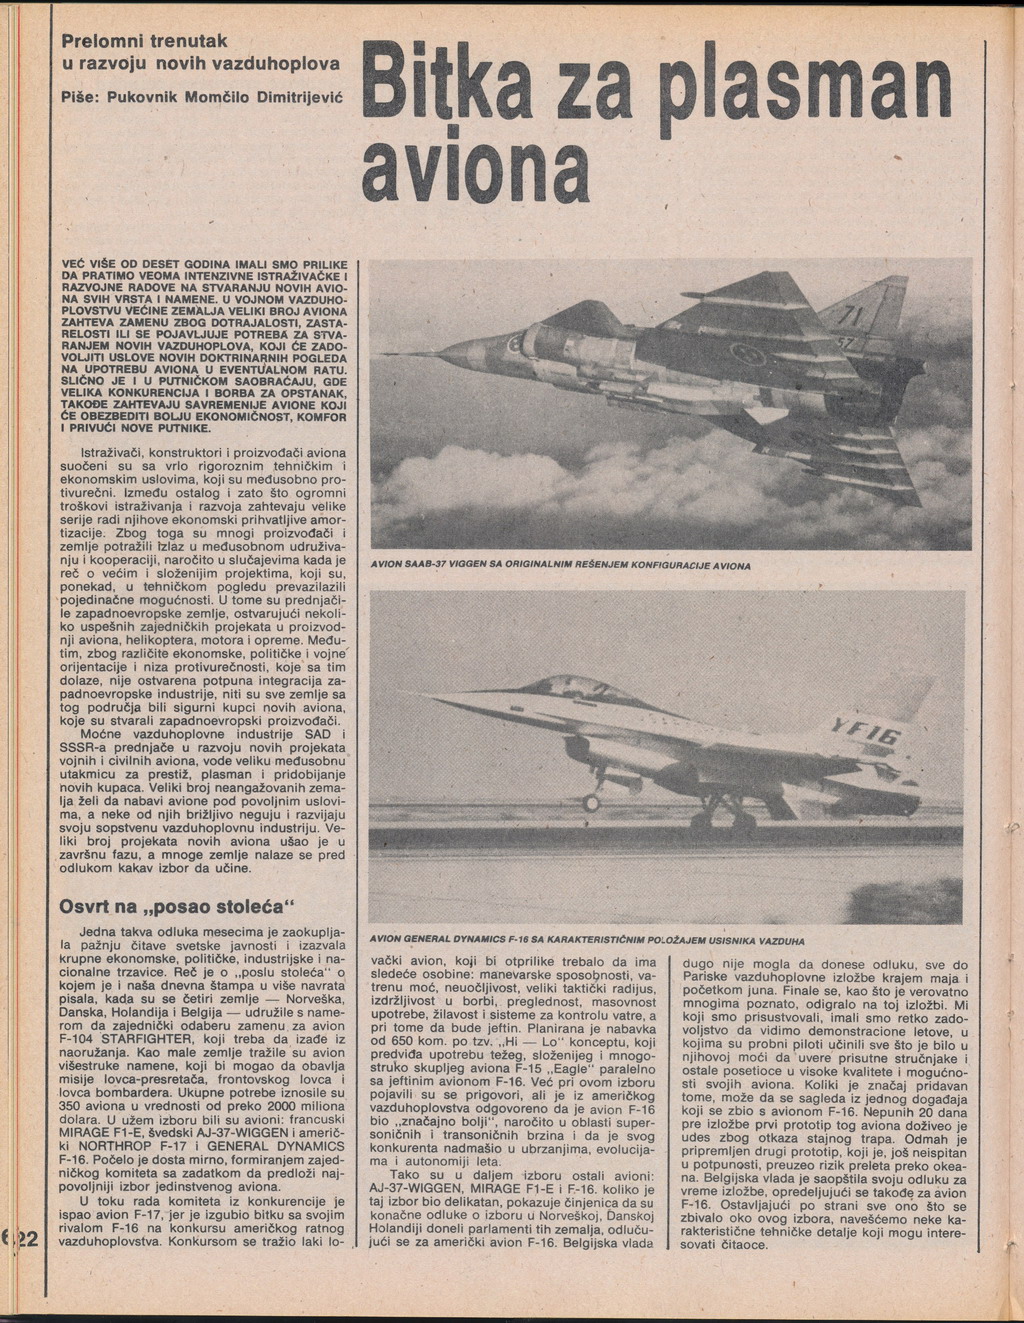 Prelomni trenutak
u razvoju novih vazduhoplova
Piše: Pukovnik Momčilo Dimitrijević
Bitka za plasman
aviona
VEĆ VIŠE OD DESET GODINA IMALI SMO PRILIKE
DA PRATIMO VEOMA INTENZIVNE ISTRAŽIVAČKE I
RAZVOJNE RADOVE NA STVARANJU NOVIH AVIO-
NA SVIH VRSTA I NAMENE. U VOJNOM VAZDUHO-
PLOVSTVU VEĆINE ZEMALJA VELIKI BROJ AVIONA
ZAHTEVA ZAMENU ZBOG DOTRAJALOSTI, ZASTA-
RELOSTI ILI SE POJAVLJUJE POTREBA ZA STVA-
RANJEM NOVIH VAZDUHOPLOVA, KOJI ĆE ZADO-
VOLJITI USLOVE NOVIH DOKTRINARNIH POGLEDA
NA UPOTREBU AVIONA U EVENTUALNOM RATU.
SLIČNO JE I U PUTNIČKOM SAOBRAĆAJU, GDE
VELIKA KONKURENCIJA I BORBA ZA OPSTANAK,
TAKOĐE ZAHTEVAJU SAVREMENIJE AVIONE KOJI
ĆE OBEZBEDITI BOLJU EKONOMIČNOST, KOMFOR
I PRIVUĆI NOVE PUTNIKE.
Istraživači, konstruktori i proizvođači aviona
suočeni su sa vrlo rigoroznim tehničkim i
ekonomskim uslovima, koji su međusobno pro-
tivurečni. Između ostalog i zato što ogromni
troškovi istraživanja i razvoja zahtevaju velike
serije radi njihove ekonomski prihvatljive amor-
tizacije. Zbog toga su mnogi proizvođači i
zemlje potražili izlaz u međusobnom udruživa-
nju i kooperaciji, naročito u slučajevima kada je
reč o većim i složenijim projektima, koji su,
ponekad, u tehničkom pogledu prevazilazili
pojedinačne mogućnosti. U tome su prednjači-
le zapadnoevropske zemlje, ostvarujući nekoli-
ko uspešnih zajedničkih projekata u proizvod-
nji aviona, helikoptera, motora i opreme. Među-
tim, zbog različite ekonomske, političke i vojne
orijentacije i niza protivurečnosti, koje sa tim
dolaze, nije ostvarena potpuna integracija za-
padnoevropske industrije, niti su sve zemlje sa
tog područja bili sigurni kupci novih aviona,
koje su stvarali zapadnoevropski proizvođači.
Moćne vazduhoplovne industrije SAD i
SSSR-a prednjače u razvoju novih projekata
vojnih i civilnih aviona, vode veliku međusobnu
utakmicu za prestiž, plasman i pridobijanje
novih kupaca. Veliki broj neangažovanih zema-
lja želi da nabavi avione pod povoljnim uslovi-
ma, a neke od njih brižljivo neguju i razvijaju
svoju sopstvenu vazduhoplovnu industriju. Ve-
liki broj projekata novih aviona ušao je u
završnu fazu, a mnoge zemlje nalaze se pred
odlukom kakav izbor da učine.
Osvrt na „posao stoleća“
Jedna takva odluka mesecima je zaokuplja-
la pažnju čitave svetske javnosti i izazvala
krupne ekonomske, političke, industrijske i na-
cionalne trzavice. Reč je o „poslu stoleća“ o
kojem je i naša dnevna štampa u više navrata
pisala, kada su se četiri zemlje — Norveška,
Danska, Holandija i Belgija — udružile s name-
rom da zajednički odaberu zamenu za avion
F-104 STARFIGHTER, koji treba da izađe iz
naoružanja. Kao male zemlje tražile su avion
višestruke namene, koji bi mogao da obavlja
misije lovca-presretača, frontovskog lovca i
lovca bombardera. Ukupne potrebe iznosile su
350 aviona u vrednosti od preko 2000 miliona
dolara. U užem izboru bili su avioni: francuski
MIRAGE F1-E, švedski AJ-37-WIGGEN i američ-
ki NORTHROP F-17 i GENERAL DYNAMICS
F-16. Počelo je dosta mirno, formiranjem zajed-
ničkog komiteta sa zadatkom da predloži naj-
povoljniji izbor jedinstvenog aviona.
U toku rada komiteta iz konkurencije je
ispao avion F-17, jer je izgubio bitku sa svojim
rivalom F-16 na konkursu američkog ratnog
vazduhoplovstva. Konkursom se tražio laki lo-
622
71
57
AVION SAAB-37 VIGGEN SA ORIGINALNIM REŠENJEM KONFIGURACIJE AVIONA
YF16
AVION GENERAL DYNAMICS F-16 SA KARAKTERISTIČNIM POLOŽAJEM USISNIKA VAZDUHA
vački avion, koji bi otprilike trebalo da ima
sledeće osobine: manevarske sposobnosti, va-
trenu moć, neuočljivost, veliki taktički radijus,
izdržljivost u borbi, preglednost, masovnost
upotrebe, žilavost i sisteme za kontrolu vatre, a
pri tome da bude jeftin. Planirana je nabavka
od 650 kom. po tzv. „Hi — Lo“ konceptu, koji
predviđa upotrebu težeg, složenijeg i mnogo-
struko skupljeg aviona F-15 „Eagle“ paralelno
sa jeftinim avionom F-16. Već pri ovom izboru
pojavili su se prigovori, ali je iz američkog
vazduhoplovstva odgovoreno da je avion F-16
bio „značajno bolji“, naročito u oblasti super-
soničnih i transoničnih brzina i da je svog
konkurenta nadmašio u ubrzanjima, evolucija-
ma i autonomiji leta.
Tako su u daljem izboru ostali avioni:
AJ-37-WIGGEN, MIRAGE F1-E i F-16. koliko je
taj izbor bio delikatan, pokazuje činjenica da su
konačne odluke o izboru u Norveškoj, Danskoj
Holandiji doneli parlamenti tih zemalja, odluču-
jući se za američki avion F-16. Belgijska vlada
dugo nije mogla da donese odluku, sve do
Pariske vazduhoplovne izložbe krajem maja i
početkom juna. Finale se, kao što je verovatno
mnogima poznato, odigralo na toj izložbi. Mi
koji smo prisustvovali, imali smo retko zado-
voljstvo da vidimo demonstracione letove, u
kojima su probni piloti učinili sve što je bilo u
njihovoj moći da uvere prisutne stručnjake i
ostale posetioce u visoke kvalitete i mogućno-
sti svojih aviona. Koliki je značaj pridavan
tome, može da se sagleda iz jednog događaja
koji se zbio s avionom F-16. Nepunih 20 dana
pre izložbe prvi prototip tog aviona doživeo je
udes zbog otkaza stajnog trapa. Odmah je
pripremljen drugi prototip, koji je, još neispitan
u potpunosti, preuzeo rizik preleta preko okea-
na. Belgijska vlada je saopštila svoju odluku za
vreme izložbe, opredeljujući se takođe za avion
F-16. Ostavljajući po strani sve ono što se
zbivalo oko ovog izbora, navešćemo neke ka-
rakteristične tehničke detalje koji mogu intere-
sovati čitaoce.